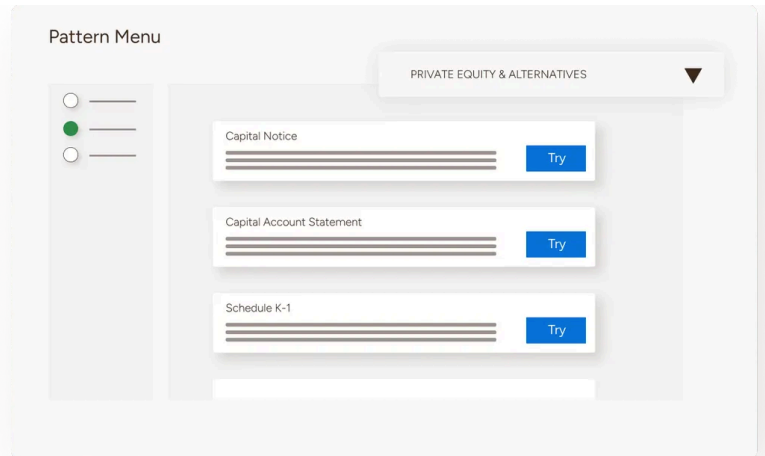 Pattern Menu
PRIVATE EQUITY & ALTERNATIVES
Capital Notice
Try
Capital Account Statement
Try
Schedule K-1
Try